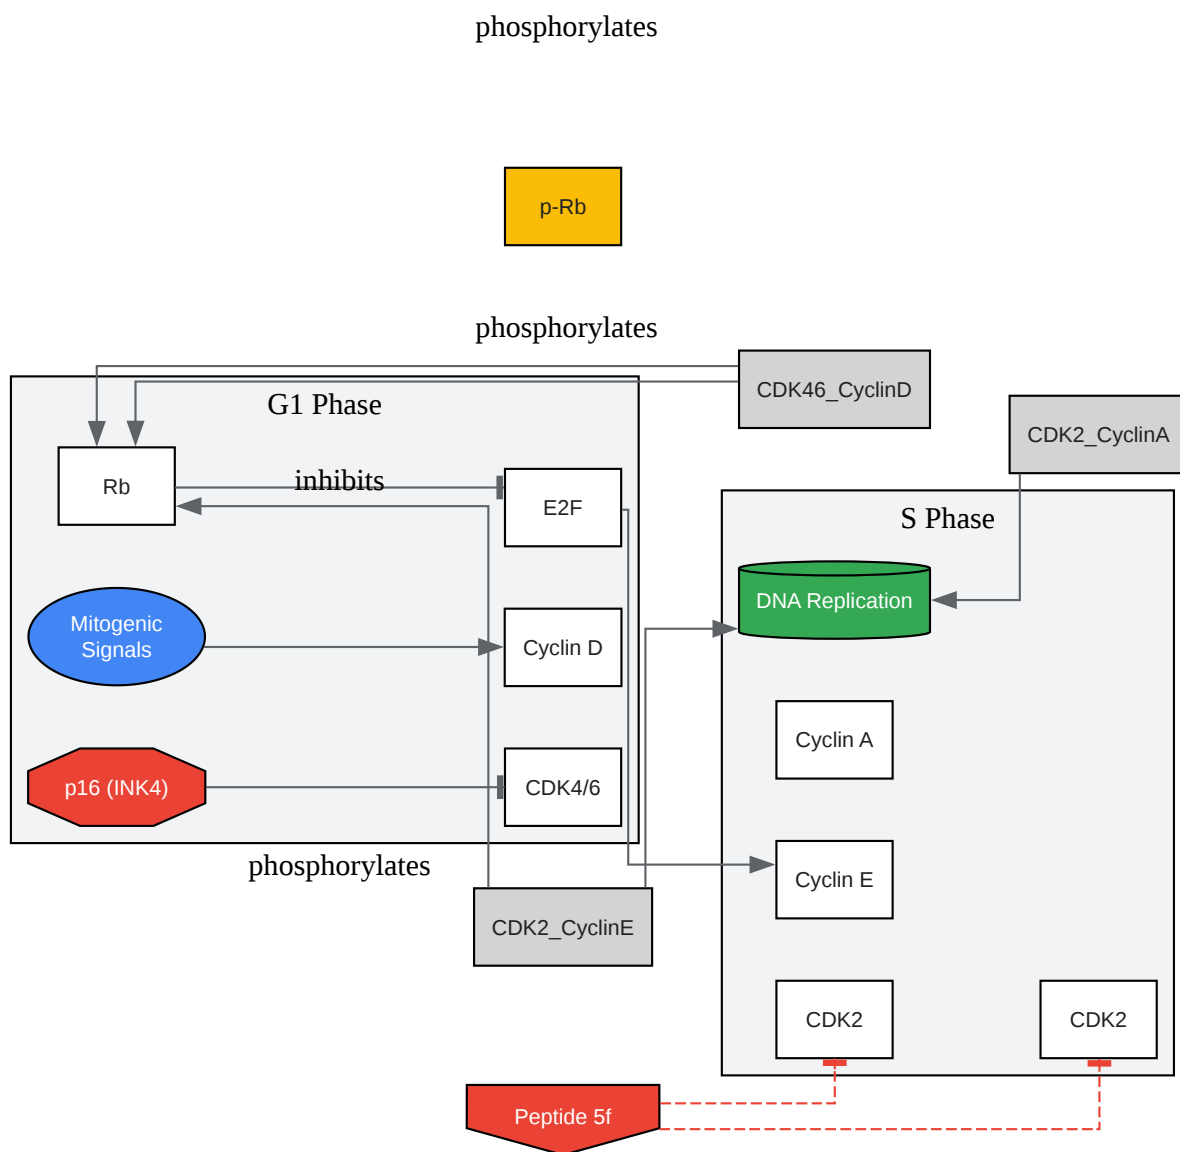 phosphorylates
p-Rb
phosphorylates
CDK46_CyclinD
G1 Phase
CDK2_CyclinA
Rb
inhibits
E2F
S Phase
DNA Replication
Mitogenic
Signals
Cyclin D
Cyclin A
p16 (INK4)
CDK4/6
phosphorylates
Cyclin E
CDK2_CyclinE
CDK2
CDK2
Peptide 5f